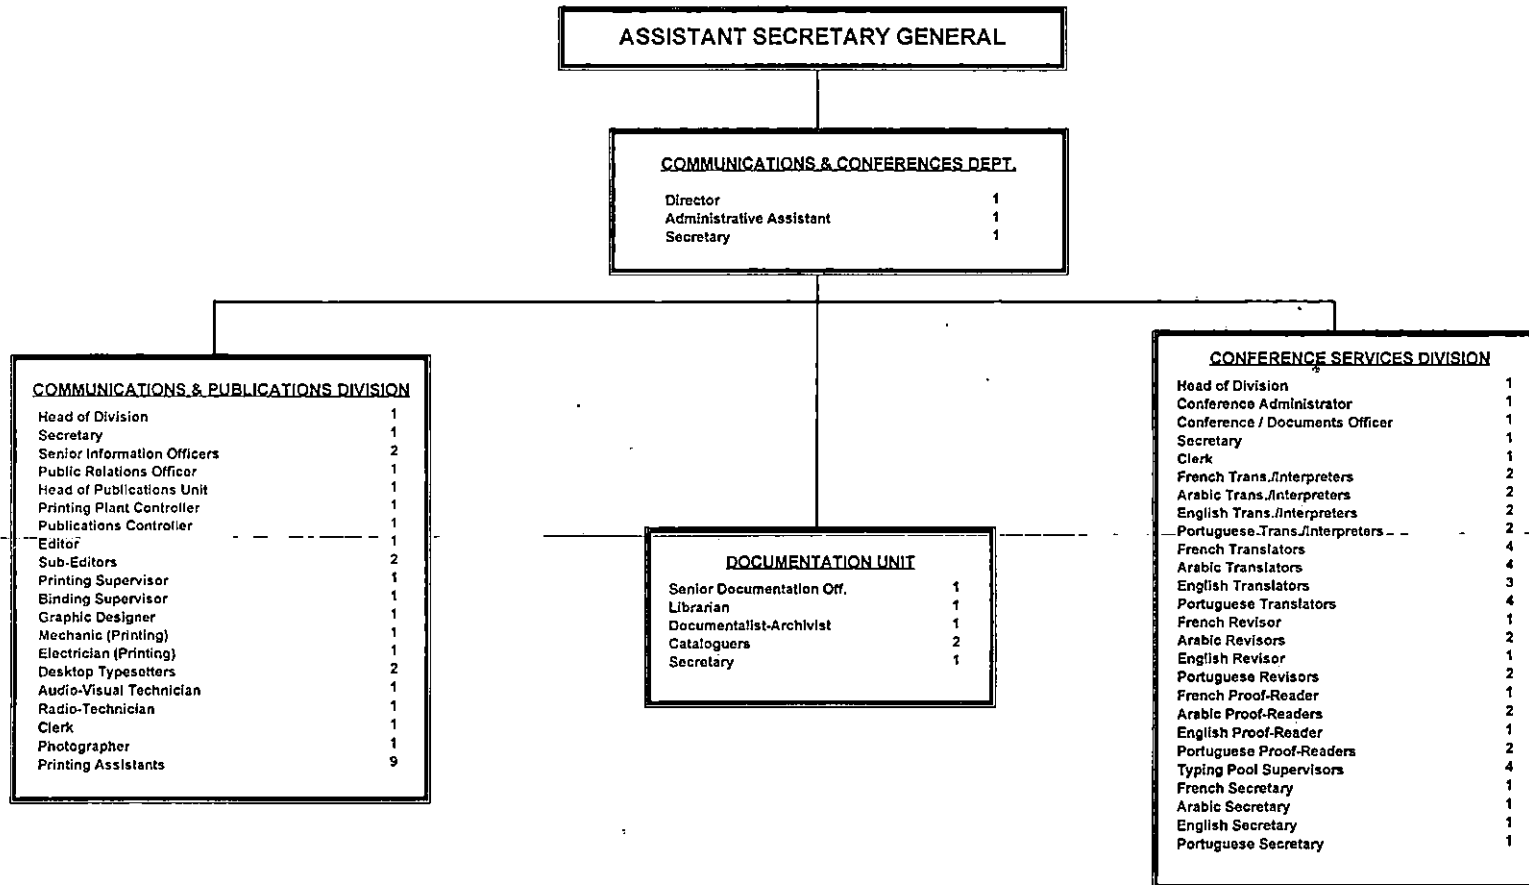 ASSISTANT SECRETARY GENERAL
COMMUNICATIONS & CONFERENCES DEPT.
Director 1
Administrative Assistant 1
Secretary 1
COMMUNICATIONS & PUBLICATIONS DIVISION
Head of Division 1
Secretary 1
Senior Information Officers 2
Public Relations Officer 1
Head of Publications Unit 1
Printing Plant Controller 1
Publications Controller 1
Editor 1
Sub-Editors 2
Printing Supervisor 1
Binding Supervisor 1
Graphic Designer 1
Mechanic (Printing) 1
Electrician (Printing) 1
Desktop Typesetters 2
Audio-Visual Technician 1
Radio-Technician 1
Clerk 1
Photographer 1
Printing Assistants 9
DOCUMENTATION UNIT
Senior Documentation Off. 1
Librarian 1
Documentalist-Archivist 1
Cataloguers 2
Secretary 1
CONFERENCE SERVICES DIVISION
Head of Division 1
Conference Administrator 1
Conference / Documents Officer 1
Secretary 1
Clerk 1
French Trans./Interpreters 2
Arabic Trans./Interpreters 2
English Trans./Interpreters 2
Portuguese Trans./Interpreters 2
French Translators 4
Arabic Translators 4
English Translators 3
Portuguese Translators 4
French Revisor 1
Arabic Revisors 2
English Revisor 1
Portuguese Revisors 2
French Proof-Reader 1
Arabic Proof-Readers 2
English Proof-Reader 1
Portuguese Proof-Readers 2
Typing Pool Supervisors 4
French Secretary 1
Arabic Secretary 1
English Secretary 1
Portuguese Secretary 1